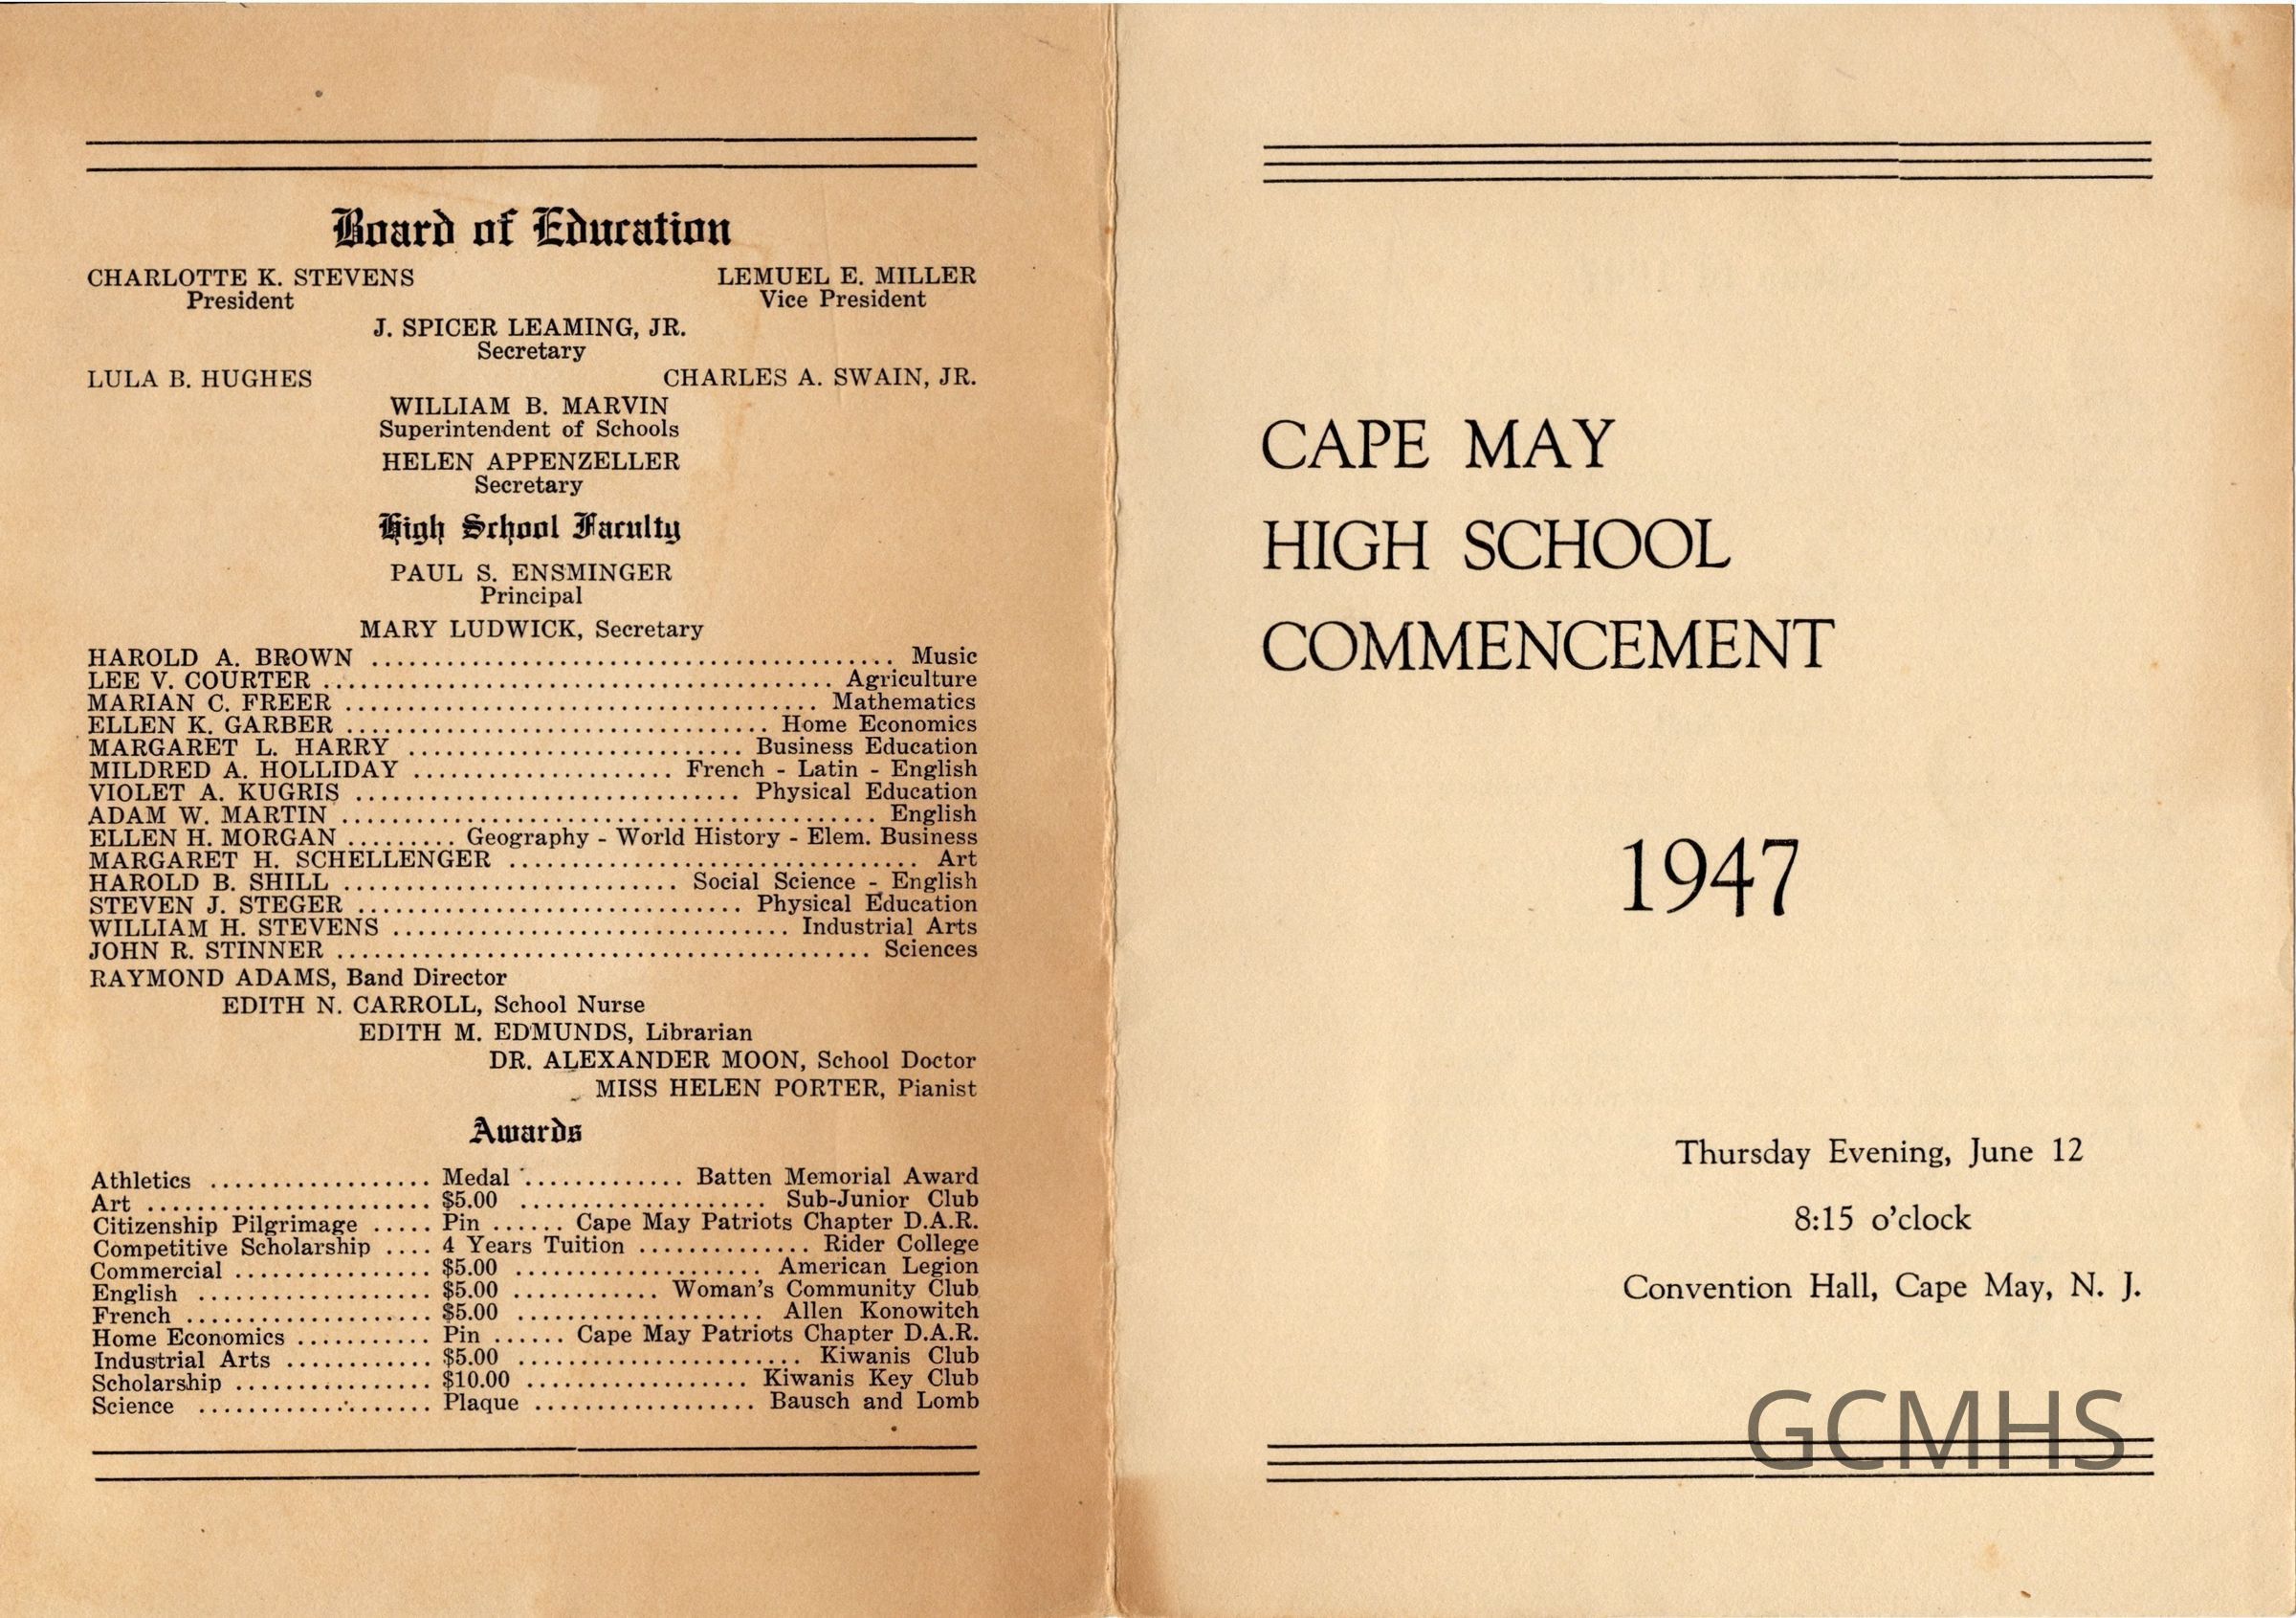 Board of Education
CHARLOTTE K. STEVENS LEMUEL E. MILLER
President Vice President
J. SPICER LEAMING, JR.
Secretary
LULA B. HUGHES CHARLES A. SWAIN, JR.
WILLIAM B. MARVIN
Superintendent of Schools
HELEN APPENZELLER
Secretary
High School Faculty
PAUL S. ENSMINGER
Principal
MARY LUDWICK, Secretary
HAROLD A. BROWN ........................................ Music
LEE V. COURTER ........................................ Agriculture
MARIAN C. FREER ..................................... Mathematics
ELLEN K. GARBER ................................. Home Economics
MARGARET L. HARRY ........................... Business Education
MILDRED A. HOLLIDAY ..................... French - Latin - English
VIOLET A. KUGRIS .............................. Physical Education
ADAM W. MARTIN .......................................... English
ELLEN H. MORGAN ......... Geography - World History - Elem. Business
MARGARET H. SCHELLENGER ................................ Art
HAROLD B. SHILL ........................... Social Science - English
STEVEN J. STEGER .............................. Physical Education
WILLIAM H. STEVENS ............................... Industrial Arts
JOHN R. STINNER .......................................... Sciences
RAYMOND ADAMS, Band Director
EDITH N. CARROLL, School Nurse
EDITH M. EDMUNDS, Librarian
DR. ALEXANDER MOON, School Doctor
MISS HELEN PORTER, Pianist
Awards
Athletics .................. Medal ............. Batten Memorial Award
Art ....................... $5.00 .................... Sub-Junior Club
Citizenship Pilgrimage ..... Pin ...... Cape May Patriots Chapter D.A.R.
Competitive Scholarship .... 4 Years Tuition .............. Rider College
Commercial ................ $5.00 .................... American Legion
English ................... $5.00 ............ Woman's Community Club
French .................... $5.00 .................... Allen Konowitch
Home Economics ........... Pin ...... Cape May Patriots Chapter D.A.R.
Industrial Arts ............ $5.00 ....................... Kiwanis Club
Scholarship ................ $10.00 .................. Kiwanis Key Club
Science ................... Plaque .................. Bausch and Lomb
CAPE MAY
HIGH SCHOOL
COMMENCEMENT
1947
Thursday Evening, June 12
8:15 o'clock
Convention Hall, Cape May, N. J.
GCMHS